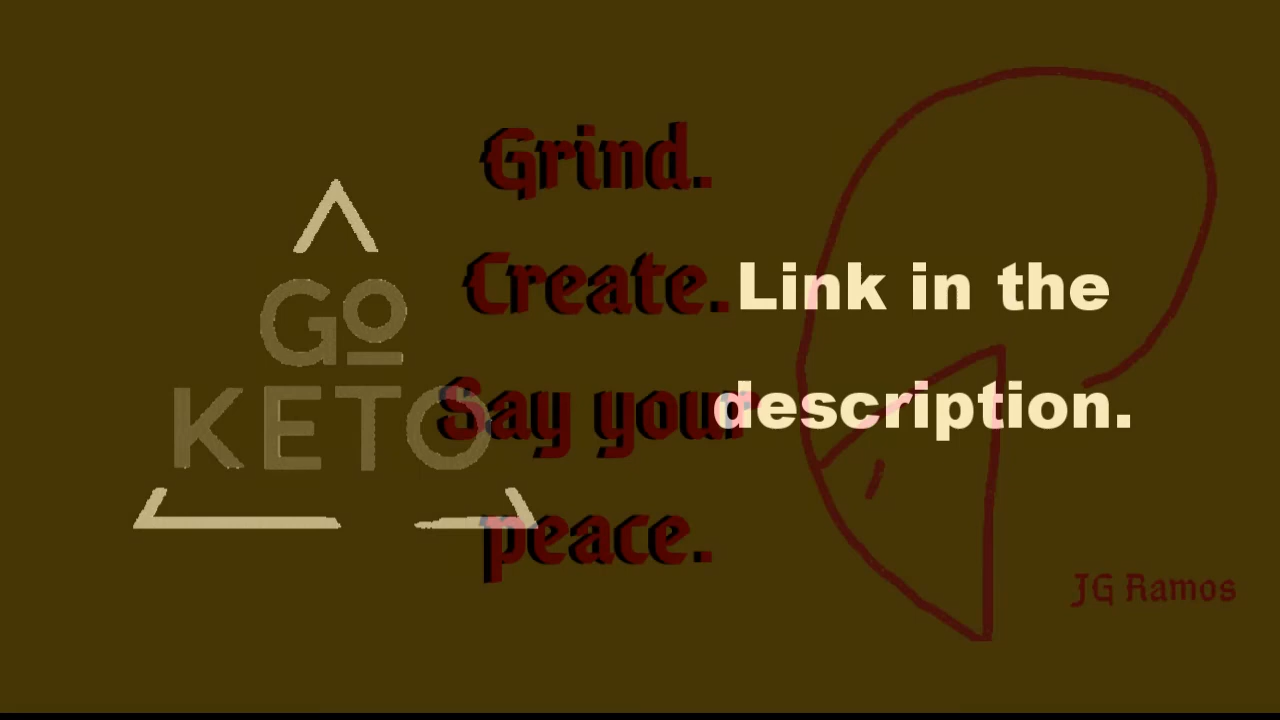 Go
KETO
Grind.
Create.
Say your
peace.
Link in the
description.
JG Ramos